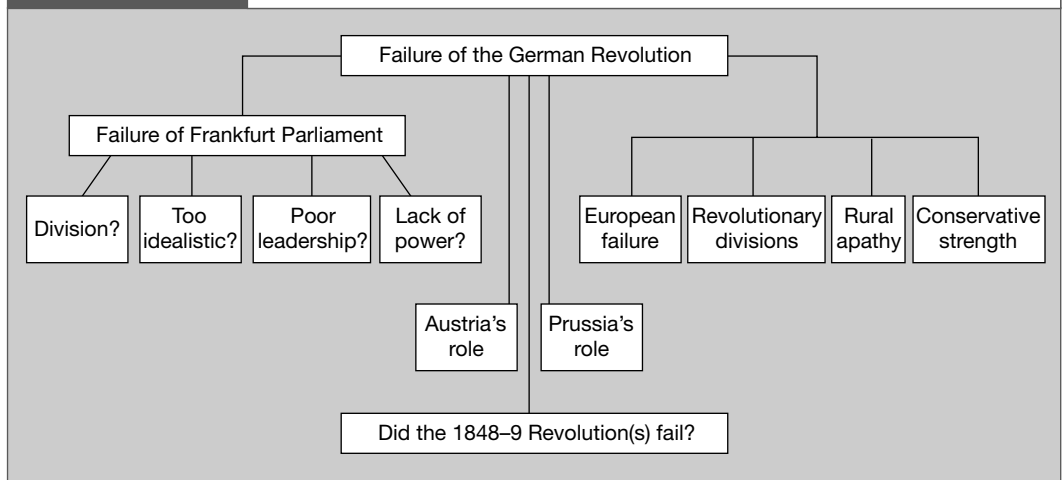 Failure of the German Revolution
Failure of Frankfurt Parliament
Division?
Too
idealistic?
Poor
leadership?
Lack of
power?
European
failure
Revolutionary
divisions
Rural
apathy
Conservative
strength
Austria’s
role
Prussia’s
role
Did the 1848–9 Revolution(s) fail?